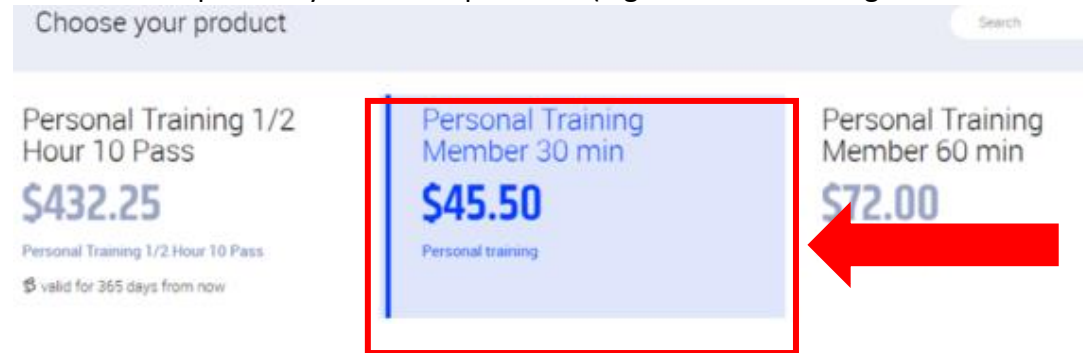 Choose your product
Search
Personal Training 1/2
Hour 10 Pass
$432.25
Personal Training 1/2 Hour 10 Pass
valid for 365 days from now
Personal Training
Member 30 min
$45.50
Personal training
Personal Training
Member 60 min
$72.00